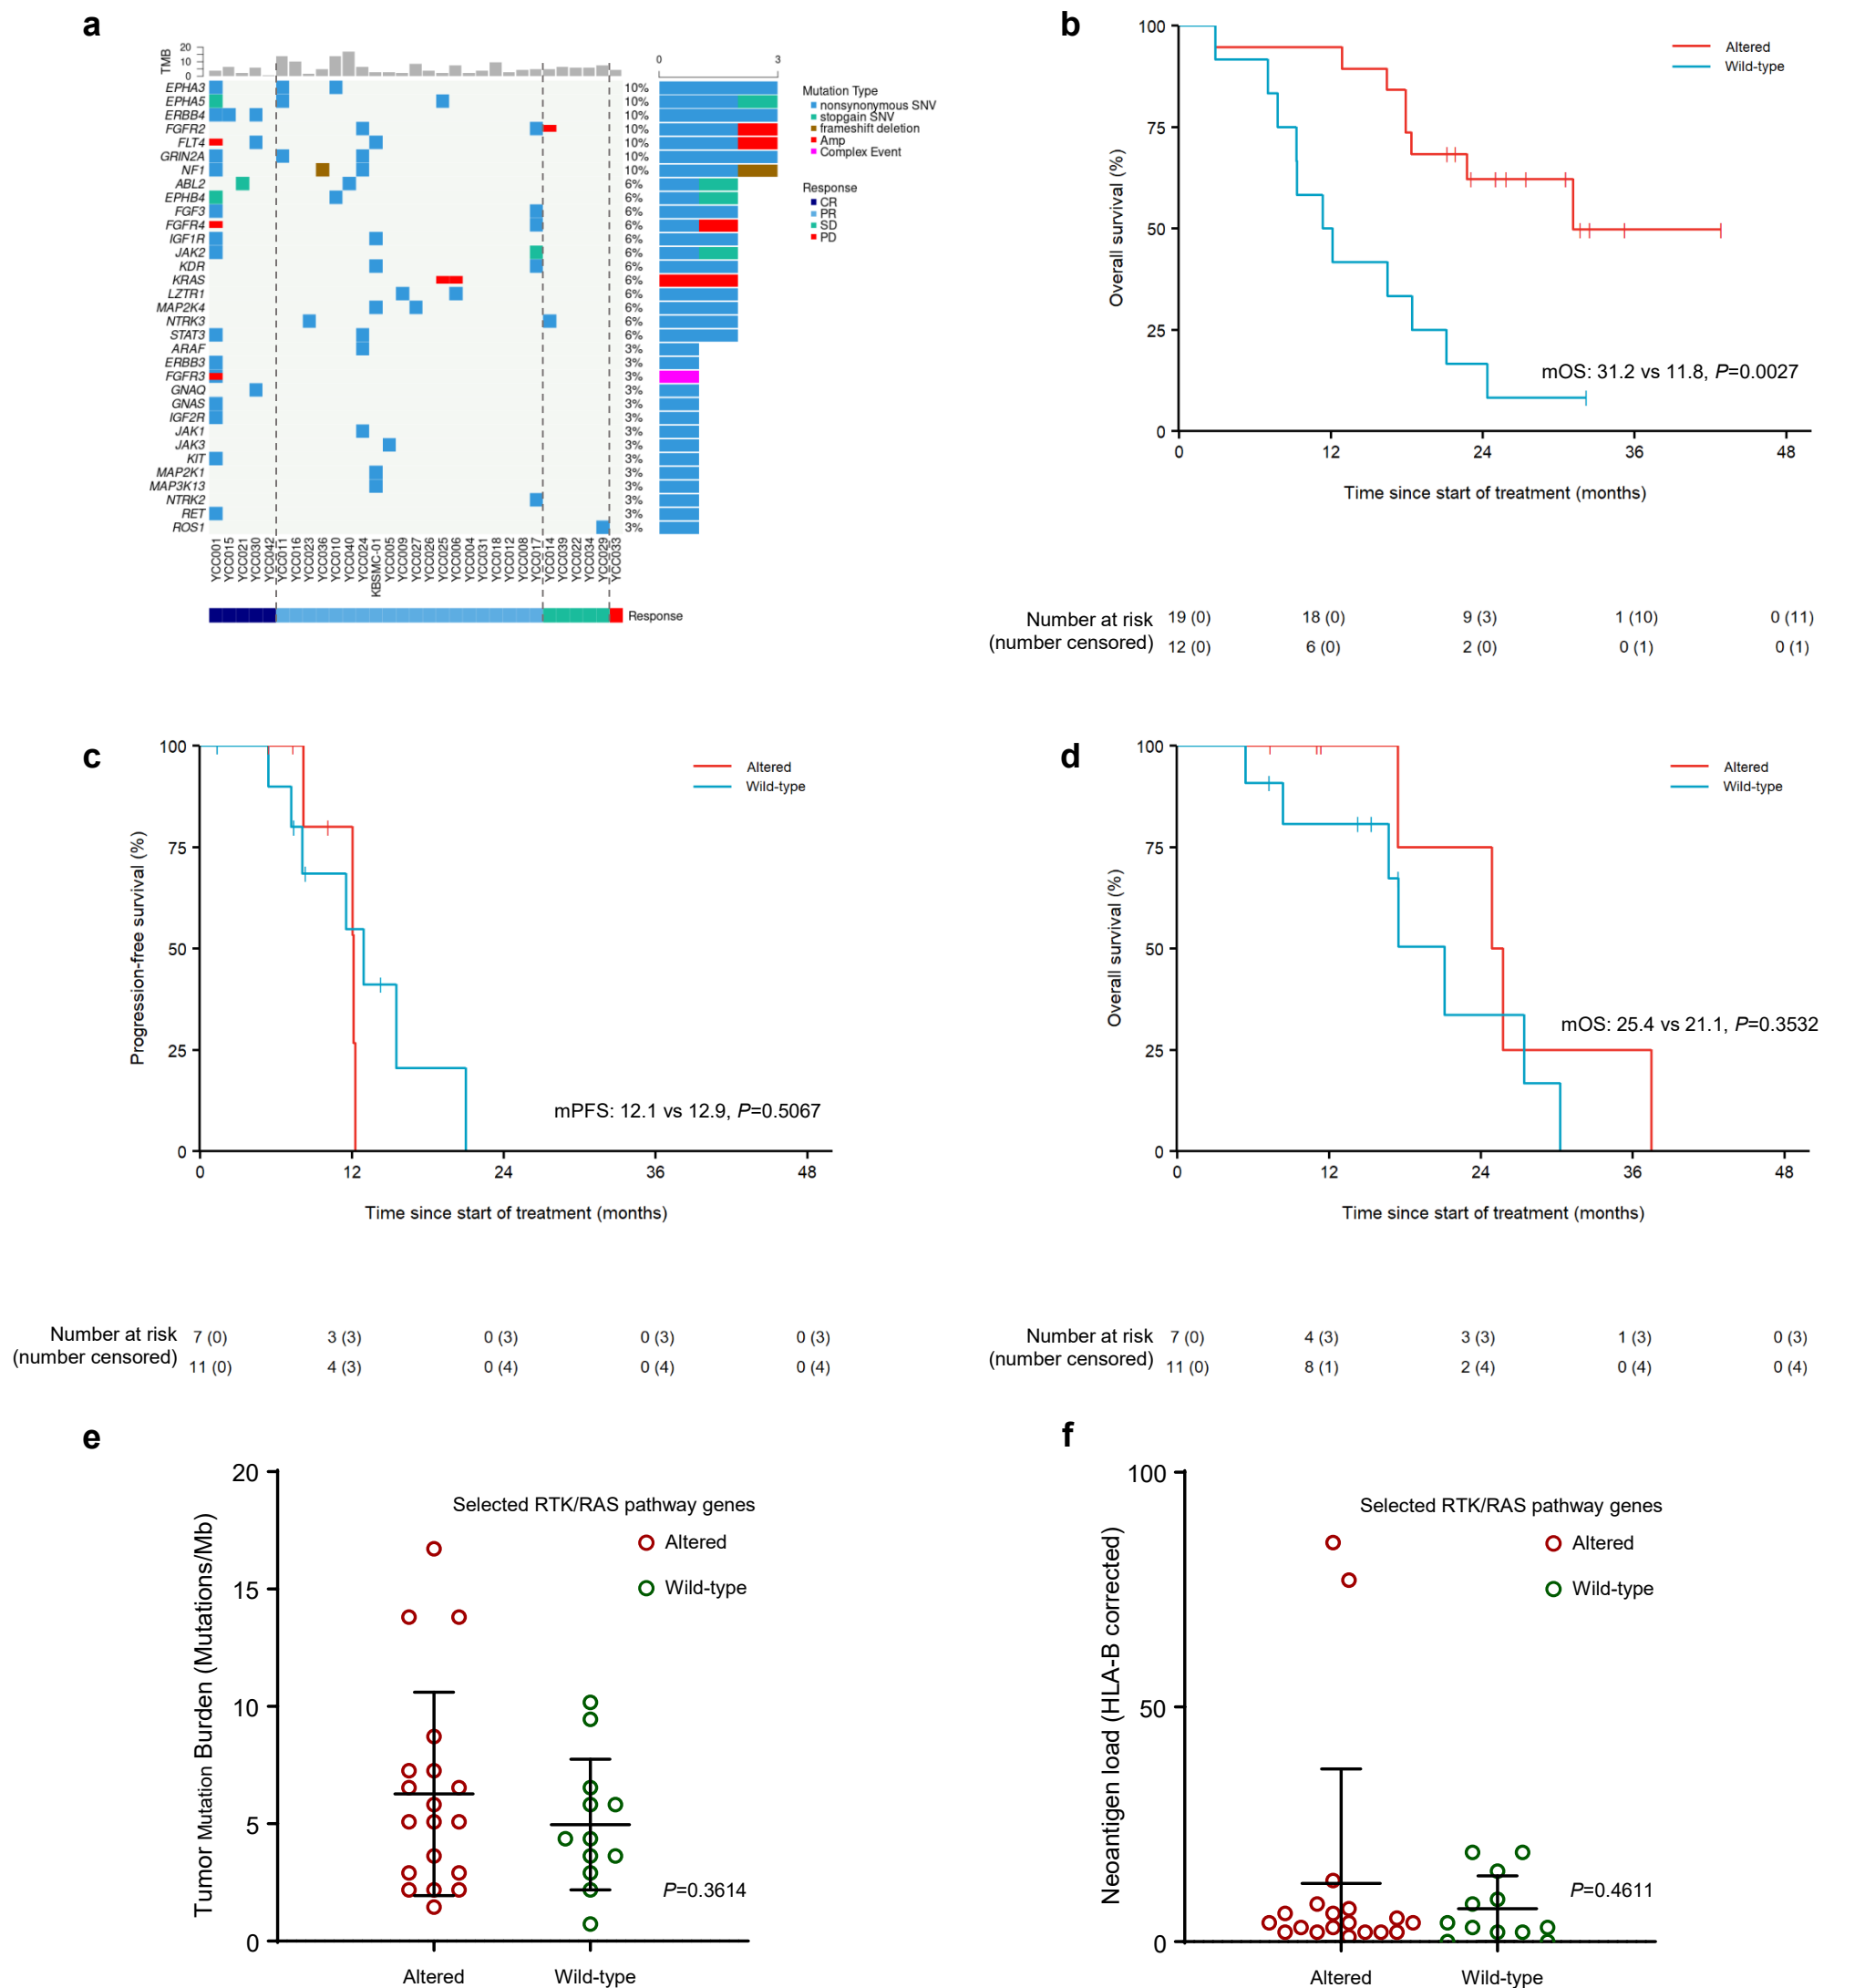 a
TMB
20
10
0
0
3
EPHA3 10%
EPHA5 10%
ERBB4 10%
FGFR2 10%
FLT4 10%
GRIN2A 10%
NF1 10%
ABL2 6%
EPHB4 6%
FGF3 6%
FGFR4 6%
IGF1R 6%
JAK2 6%
KDR 6%
KRAS 6%
LZTR1 6%
MAP2K4 6%
NTRK3 6%
STAT3 6%
ARAF 3%
ERBB3 3%
FGFR3 3%
GNAQ 3%
GNAS 3%
IGF2R 3%
JAK1 3%
JAK3 3%
KIT 3%
MAP2K1 3%
MAP3K13 3%
NTRK2 3%
RET 3%
ROS1 3%
YCC001
YCC015
YCC021
YCC030
YCC042
YCC011
YCC016
YCC023
YCC036
YCC010
YCC040
YCC024
KBSMC-01
YCC005
YCC009
YCC027
YCC026
YCC025
YCC006
YCC004
YCC031
YCC018
YCC012
YCC008
YCC017
YCC014
YCC039
YCC022
YCC034
YCC029
YCC033
Response
Mutation Type
nonsynonymous SNV
stopgain SNV
frameshift deletion
Amp
Complex Event
Response
CR
PR
SD
PD
b
Overall survival (%)
100
75
50
25
0
0 12 24 36 48
Time since start of treatment (months)
Altered
Wild-type
mOS: 31.2 vs 11.8, P=0.0027
Number at risk
(number censored)
19 (0) 18 (0) 9 (3) 1 (10) 0 (11)
12 (0) 6 (0) 2 (0) 0 (1) 0 (1)
c
Progression-free survival (%)
100
75
50
25
0
0 12 24 36 48
Time since start of treatment (months)
Altered
Wild-type
mPFS: 12.1 vs 12.9, P=0.5067
Number at risk
(number censored)
7 (0) 3 (3) 0 (3) 0 (3) 0 (3)
11 (0) 4 (3) 0 (4) 0 (4) 0 (4)
d
Overall survival (%)
100
75
50
25
0
0 12 24 36 48
Time since start of treatment (months)
Altered
Wild-type
mOS: 25.4 vs 21.1, P=0.3532
Number at risk
(number censored)
7 (0) 4 (3) 3 (3) 1 (3) 0 (3)
11 (0) 8 (1) 2 (4) 0 (4) 0 (4)
e
Tumor Mutation Burden (Mutations/Mb)
20
15
10
5
0
Selected RTK/RAS pathway genes
Altered
Wild-type
P=0.3614
Altered Wild-type
f
Neoantigen load (HLA-B corrected)
100
50
0
Selected RTK/RAS pathway genes
Altered
Wild-type
P=0.4611
Altered Wild-type